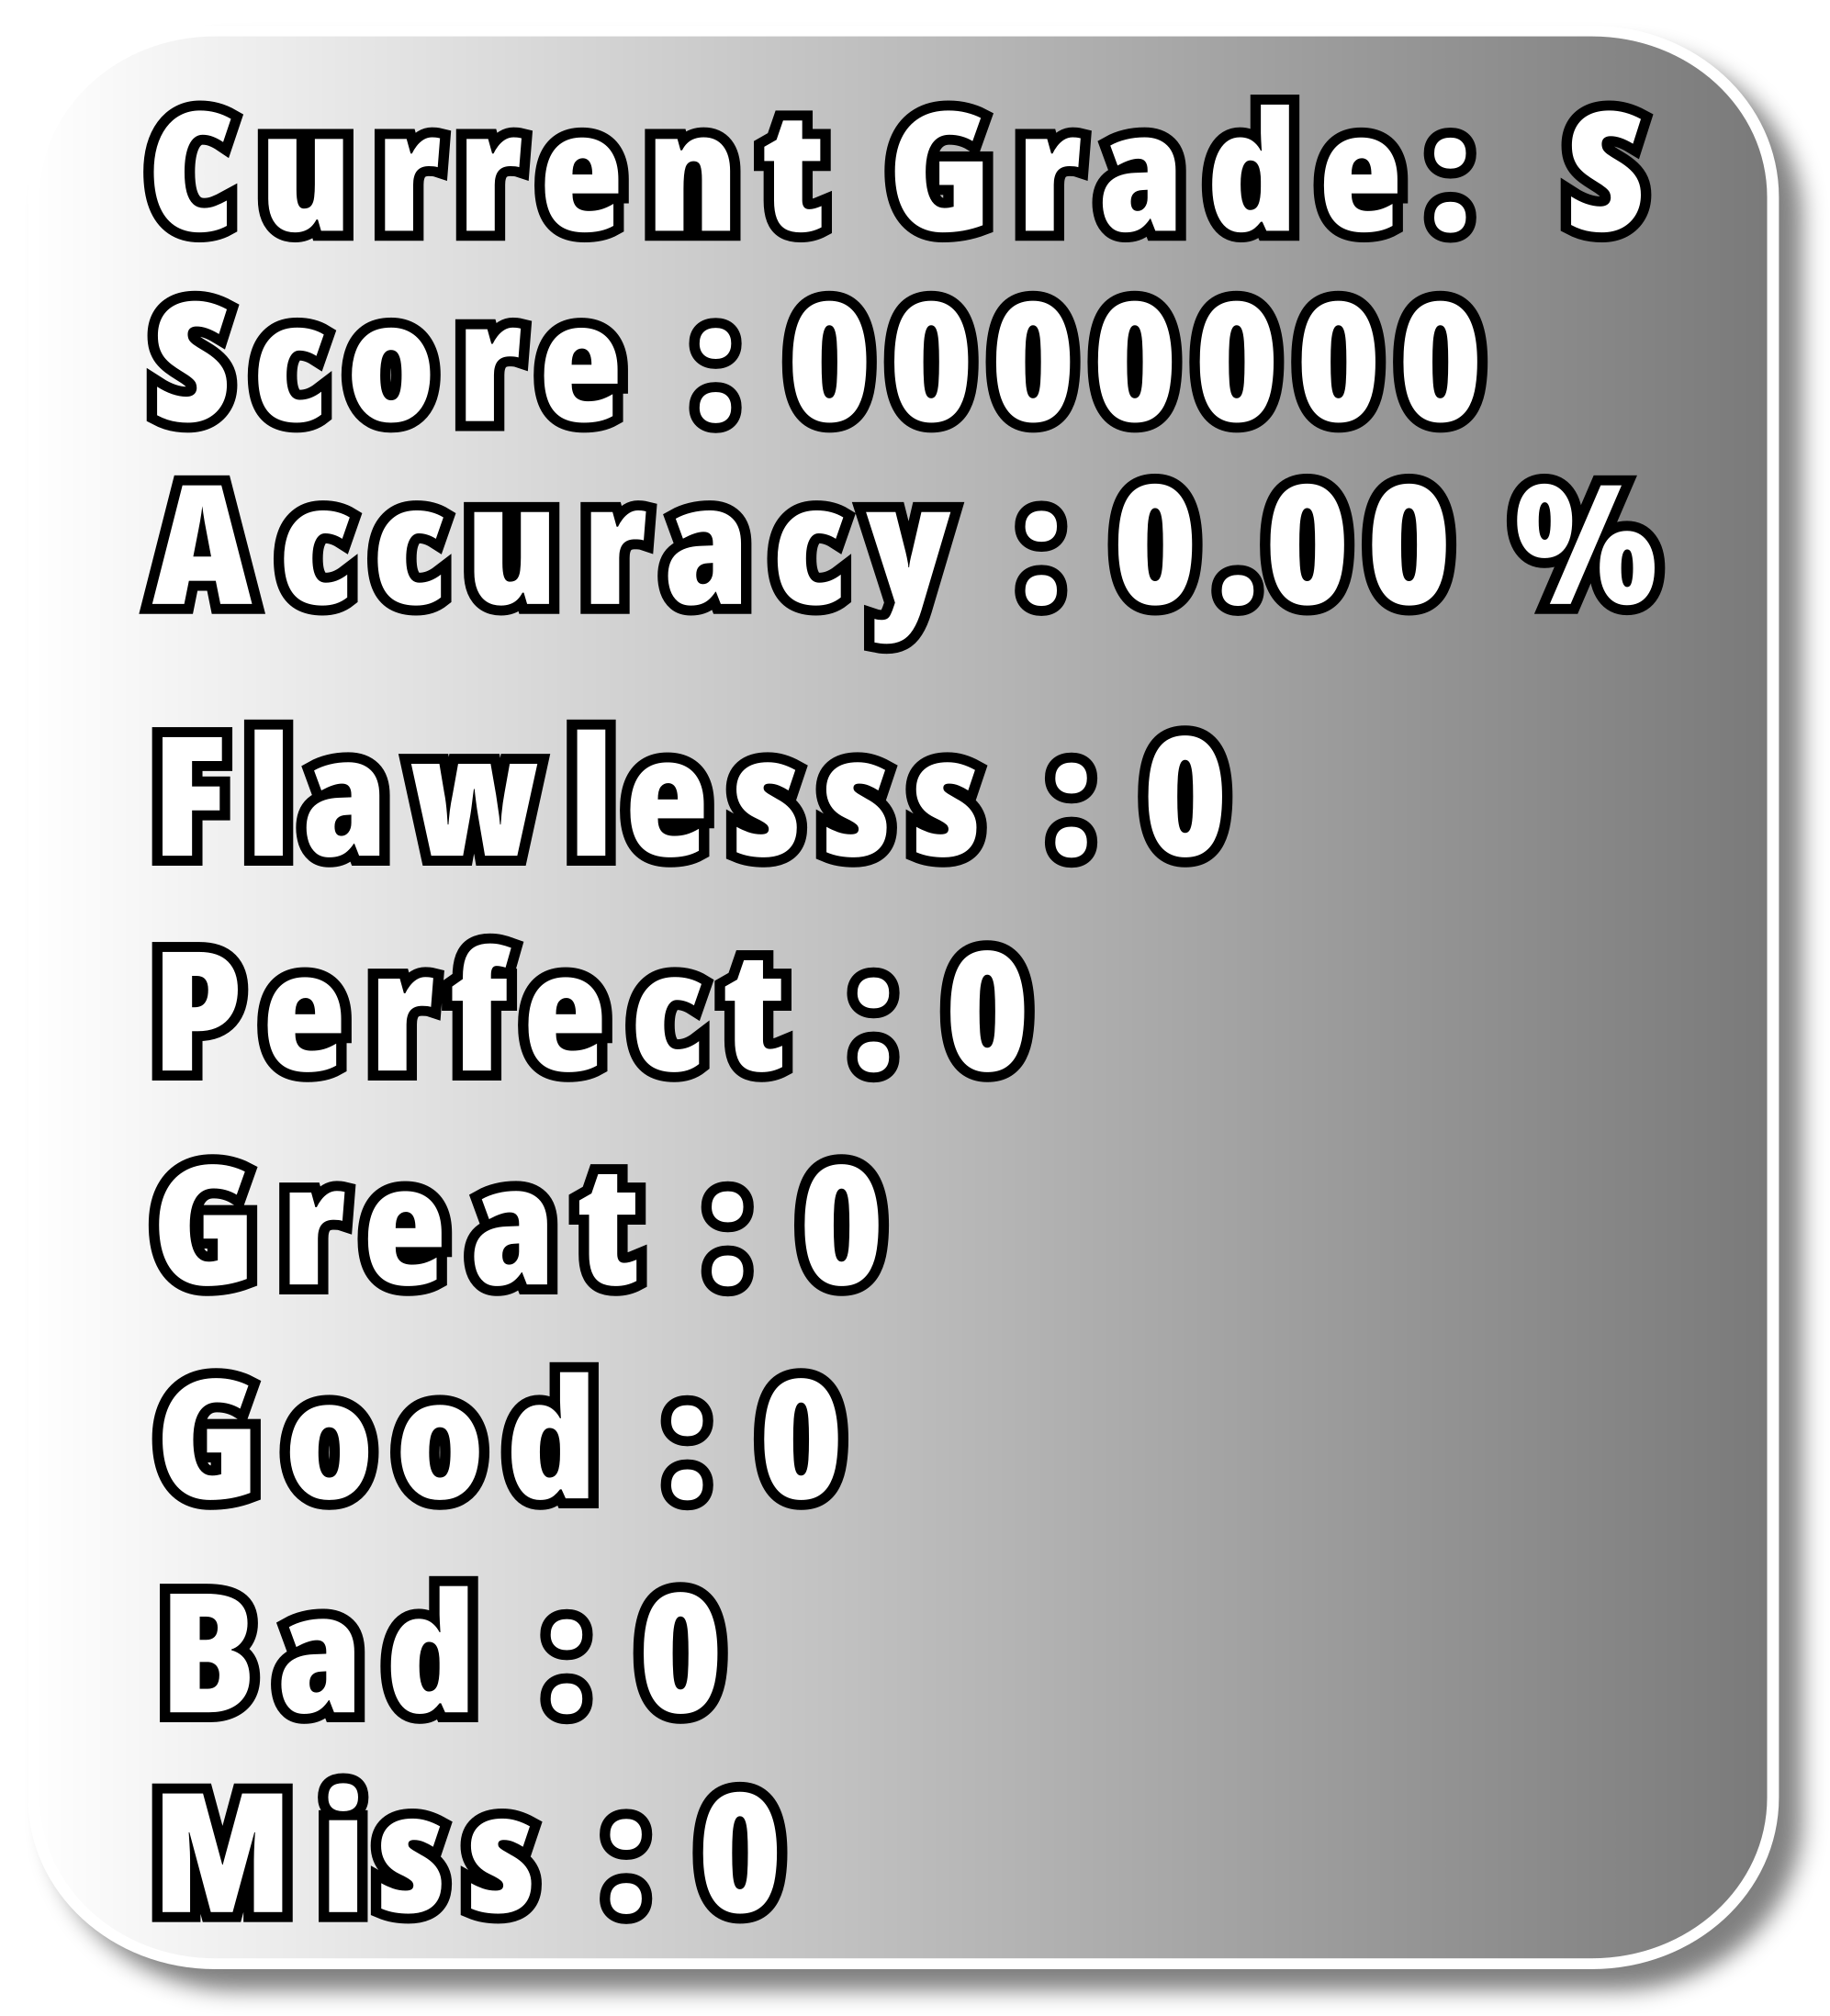 Current Grade: S
Score : 0000000
Accuracy : 0.00 %
Flawlesss : 0
Perfect : 0
Great : 0
Good : 0
Bad : 0
Miss : 0